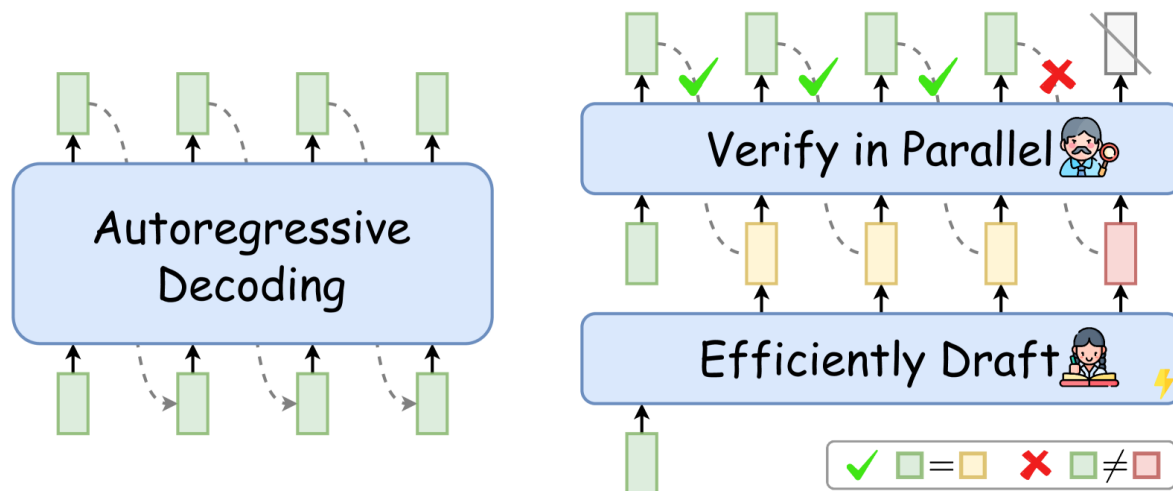 Autoregressive
Decoding
Verify in Parallel
Efficiently Draft
=
≠